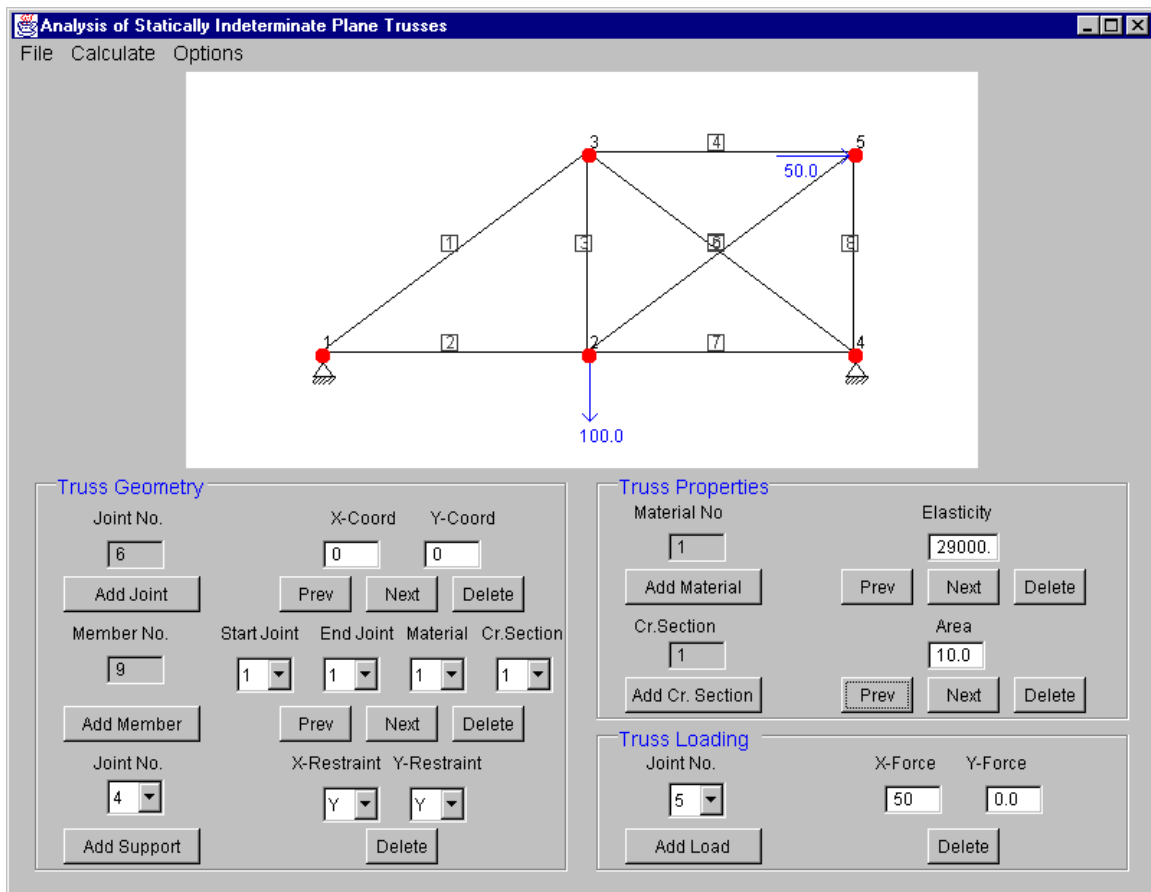 Analysis of Statically Indeterminate Plane Trusses
File Calculate Options
3 4 5
50.0
1 3 8
1 2 2 7 4
100.0
Truss Geometry
Joint No. X-Coord Y-Coord
6 0 0
Add Joint Prev Next Delete
Member No. Start Joint End Joint Material Cr.Section
9 1 1 1 1
Add Member Prev Next Delete
Joint No. X-Restraint Y-Restraint
4 Y Y
Add Support Delete
Truss Properties
Material No Elasticity
1 29000.
Add Material Prev Next Delete
Cr.Section Area
1 10.0
Add Cr. Section Prev Next Delete
Truss Loading
Joint No. X-Force Y-Force
5 50 0.0
Add Load Delete